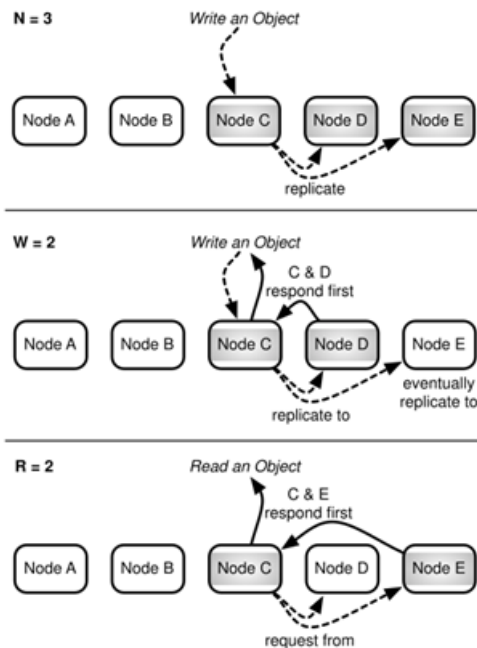 N = 3
Write an Object
Node A
Node B
Node C
Node D
Node E
replicate
W = 2
Write an Object
C & D
respond first
Node A
Node B
Node C
Node D
Node E
replicate to
eventually
replicate to
R = 2
Read an Object
C & E
respond first
Node A
Node B
Node C
Node D
Node E
request from